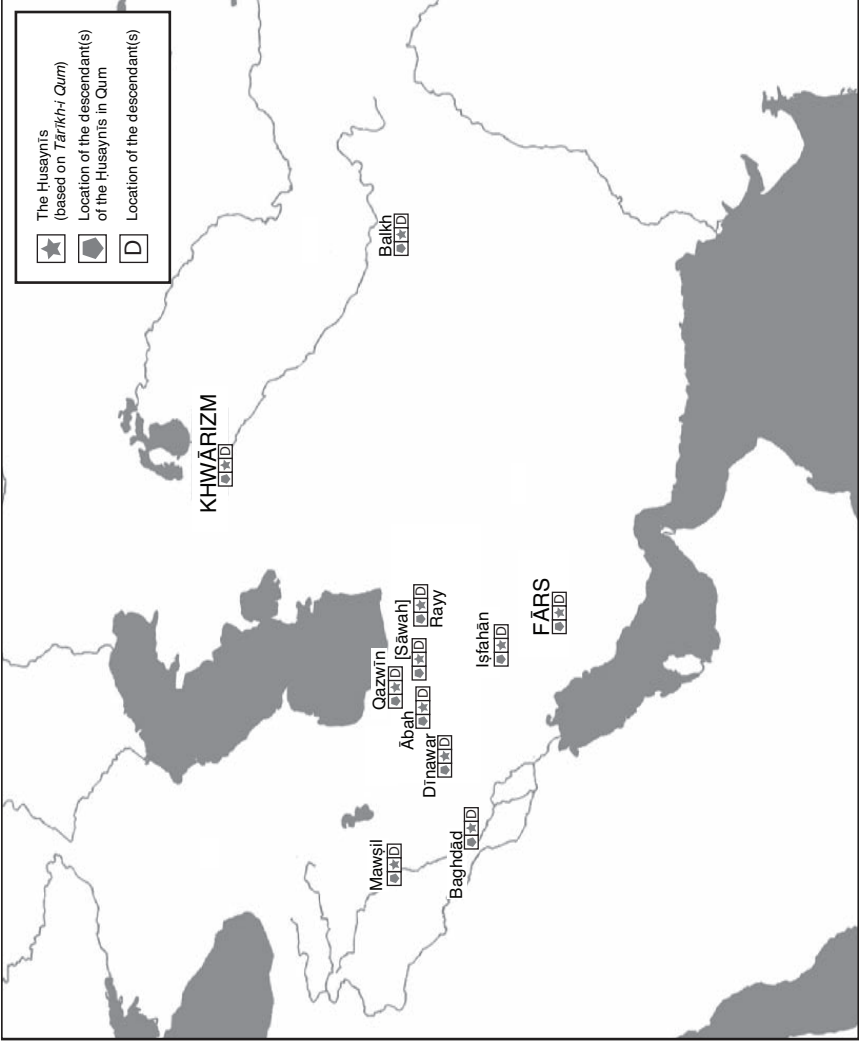 The Ḥusaynīs
(based on Tārīkh-i Qum)
Location of the descendant(s)
of the Husaynīs in Qum
D Location of the descendant(s)
KHWĀRIZM
D
Balkh
D
Qazwīn
D
[Sāwah]
D
Rayy
D
Ābah
D
Dīnawar
D
Iṣfahān
D
FĀRS
D
Mawṣil
D
Baghdād
D